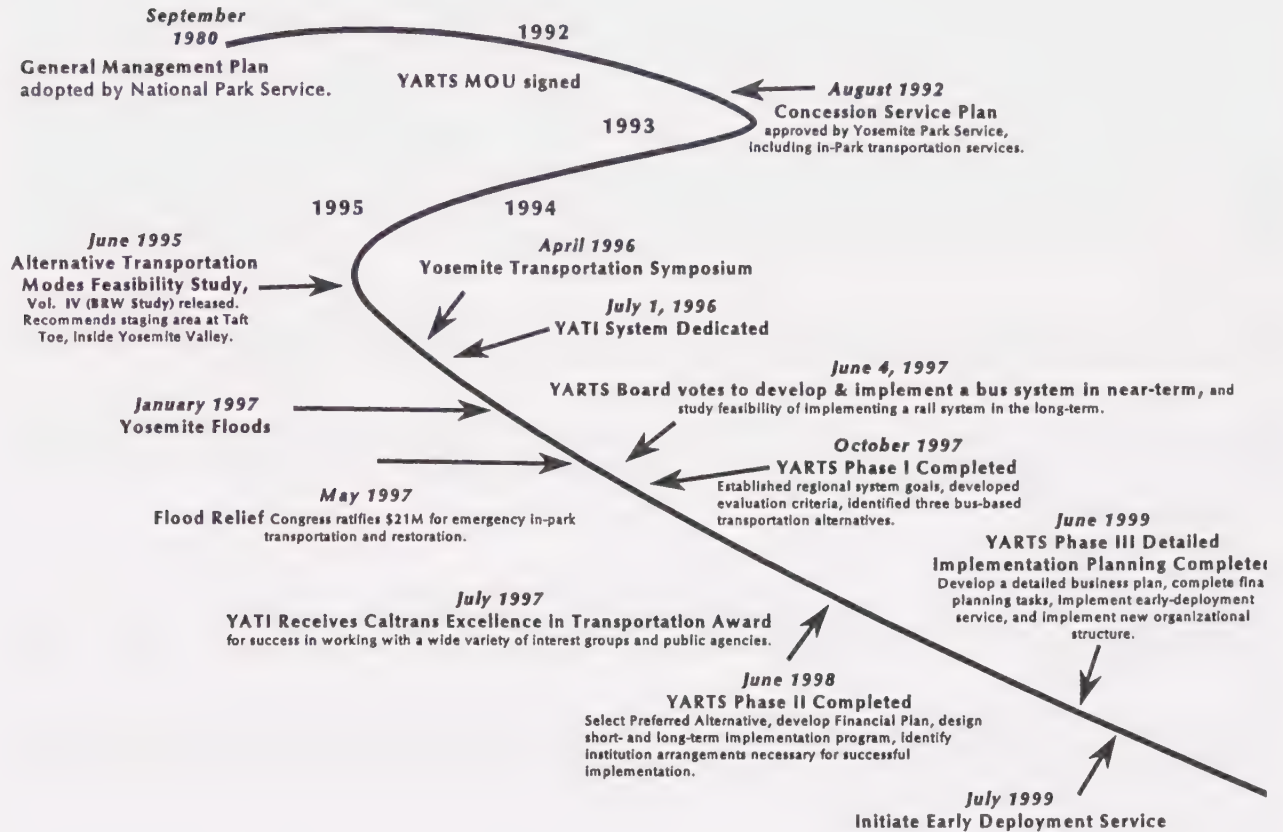 September
1980
General Management Plan
adopted by National Park Service.
1992
YARTS MOU signed
August 1992
Concession Service Plan
approved by Yosemite Park Service,
including in-Park transportation services.
1993
1994
1995
June 1995
Alternative Transportation
Modes Feasibility Study,
Vol. IV (BRW Study) released.
Recommends staging area at Taft
Toe, inside Yosemite Valley.
April 1996
Yosemite Transportation Symposium
July 1, 1996
YATI System Dedicated
January 1997
Yosemite Floods
June 4, 1997
YARTS Board votes to develop & implement a bus system in near-term, and
study feasibility of implementing a rail system in the long-term.
May 1997
Flood Relief Congress ratifies $21M for emergency in-park
transportation and restoration.
October 1997
YARTS Phase I Completed
Established regional system goals, developed
evaluation criteria, identified three bus-based
transportation alternatives.
July 1997
YATI Receives Caltrans Excellence in Transportation Award
for success in working with a wide variety of interest groups and public agencies.
June 1999
YARTS Phase III Detailed
Implementation Planning Complete
Develop a detailed business plan, complete fina
planning tasks, implement early-deployment
service, and implement new organizational
structure.
June 1998
YARTS Phase II Completed
Select Preferred Alternative, develop Financial Plan, design
short- and long-term implementation program, identify
institution arrangements necessary for successful
implementation.
July 1999
Initiate Early Deployment Service